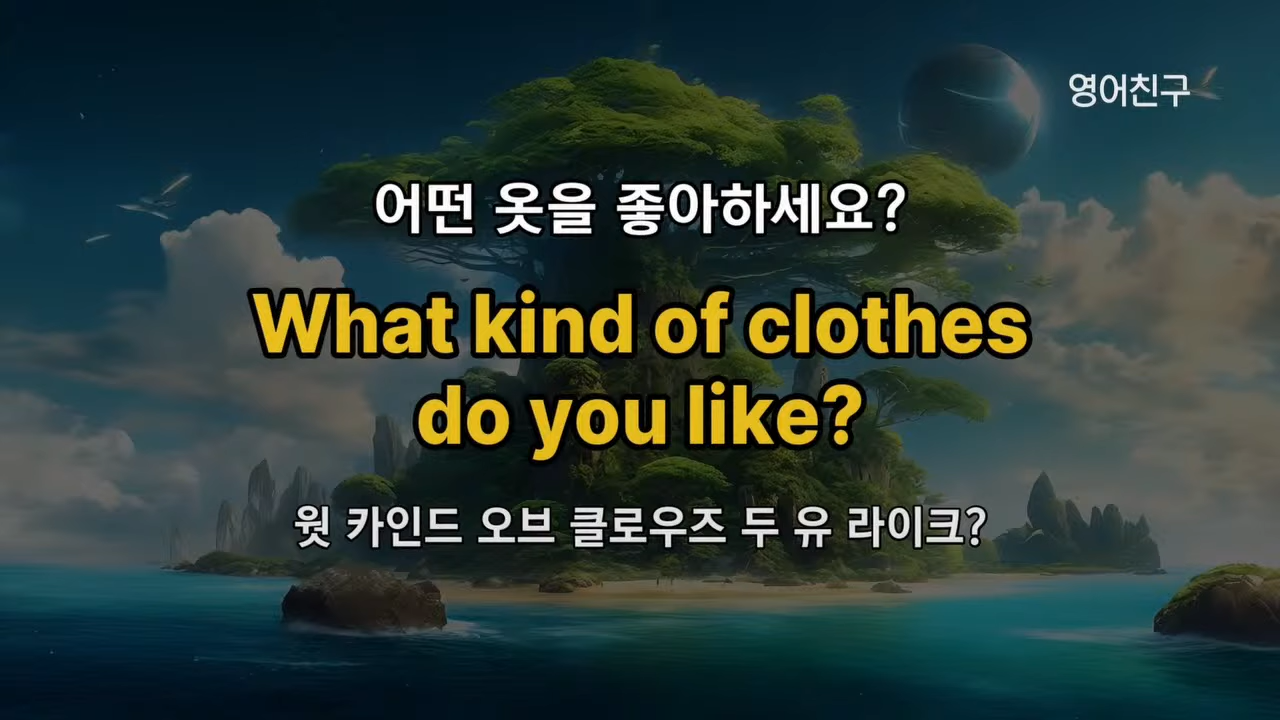 영어친구
어떤 옷을 좋아하세요?
What kind of clothes
do you like?
웟 카인드 오브 클로우즈 두 유 라이크?